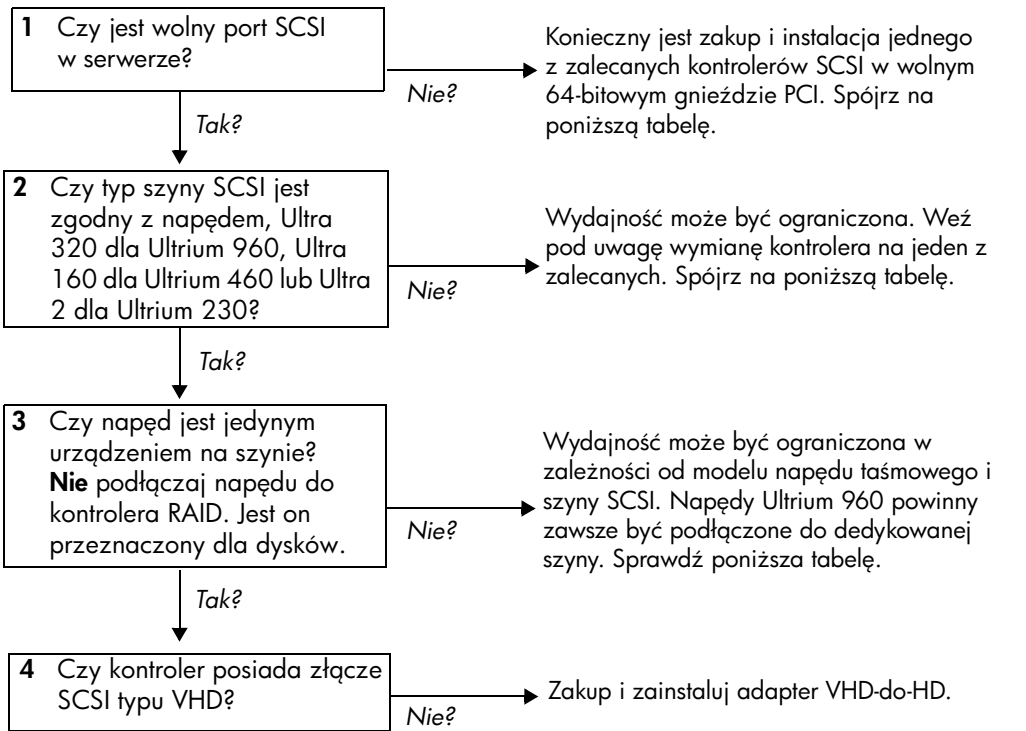 1 Czy jest wolny port SCSI
w serwerze?
Nie?
Konieczny jest zakup i instalacja jednego
z zalecanych kontrolerów SCSI w wolnym
64-bitowym gnieździe PCI. Spójrz na
poniższą tabelę.
Tak?
2 Czy typ szyny SCSI jest
zgodny z napędem, Ultra
320 dla Ultrium 960, Ultra
160 dla Ultrium 460 lub Ultra
2 dla Ultrium 230?
Nie?
Wydajność może być ograniczona. Weź
pod uwagę wymianę kontrolera na jeden z
zalecanych. Spójrz na poniższą tabelę.
Tak?
3 Czy napęd jest jedynym
urządzeniem na szynie?
Nie podłączaj napędu do
kontrolera RAID. Jest on
przeznaczony dla dysków.
Nie?
Wydajność może być ograniczona w
zależności od modelu napędu taśmowego i
szyny SCSI. Napędy Ultrium 960 powinny
zawsze być podłączone do dedykowanej
szyny. Sprawdź poniższa tabelę.
Tak?
4 Czy kontroler posiada złącze
SCSI typu VHD?
Nie?
Zakup i zainstaluj adapter VHD-do-HD.